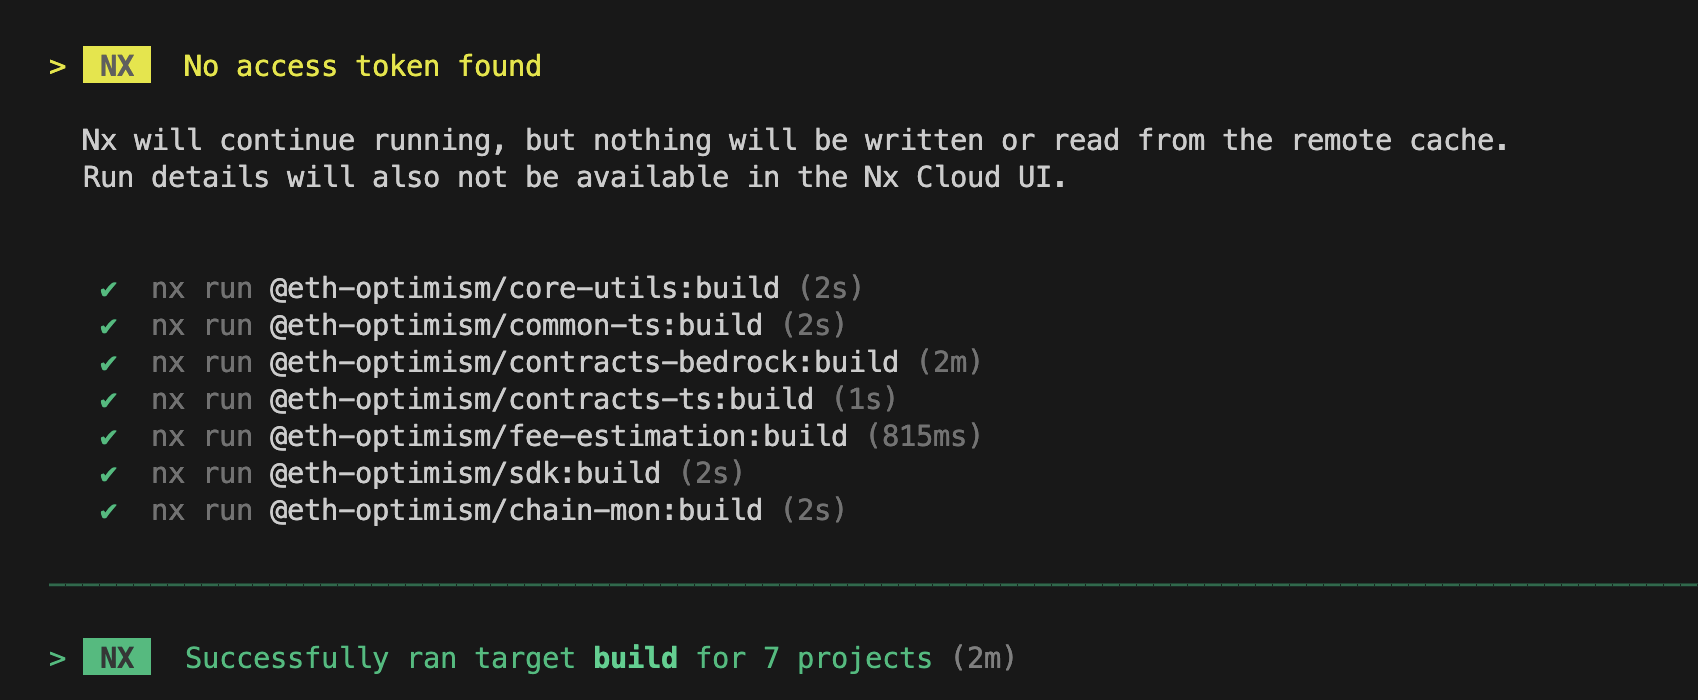 > NX No access token found
Nx will continue running, but nothing will be written or read from the remote cache.
Run details will also not be available in the Nx Cloud UI.
✔ nx run @eth-optimism/core-utils:build (2s)
✔ nx run @eth-optimism/common-ts:build (2s)
✔ nx run @eth-optimism/contracts-bedrock:build (2m)
✔ nx run @eth-optimism/contracts-ts:build (1s)
✔ nx run @eth-optimism/fee-estimation:build (815ms)
✔ nx run @eth-optimism/sdk:build (2s)
✔ nx run @eth-optimism/chain-mon:build (2s)
> NX Successfully ran target build for 7 projects (2m)